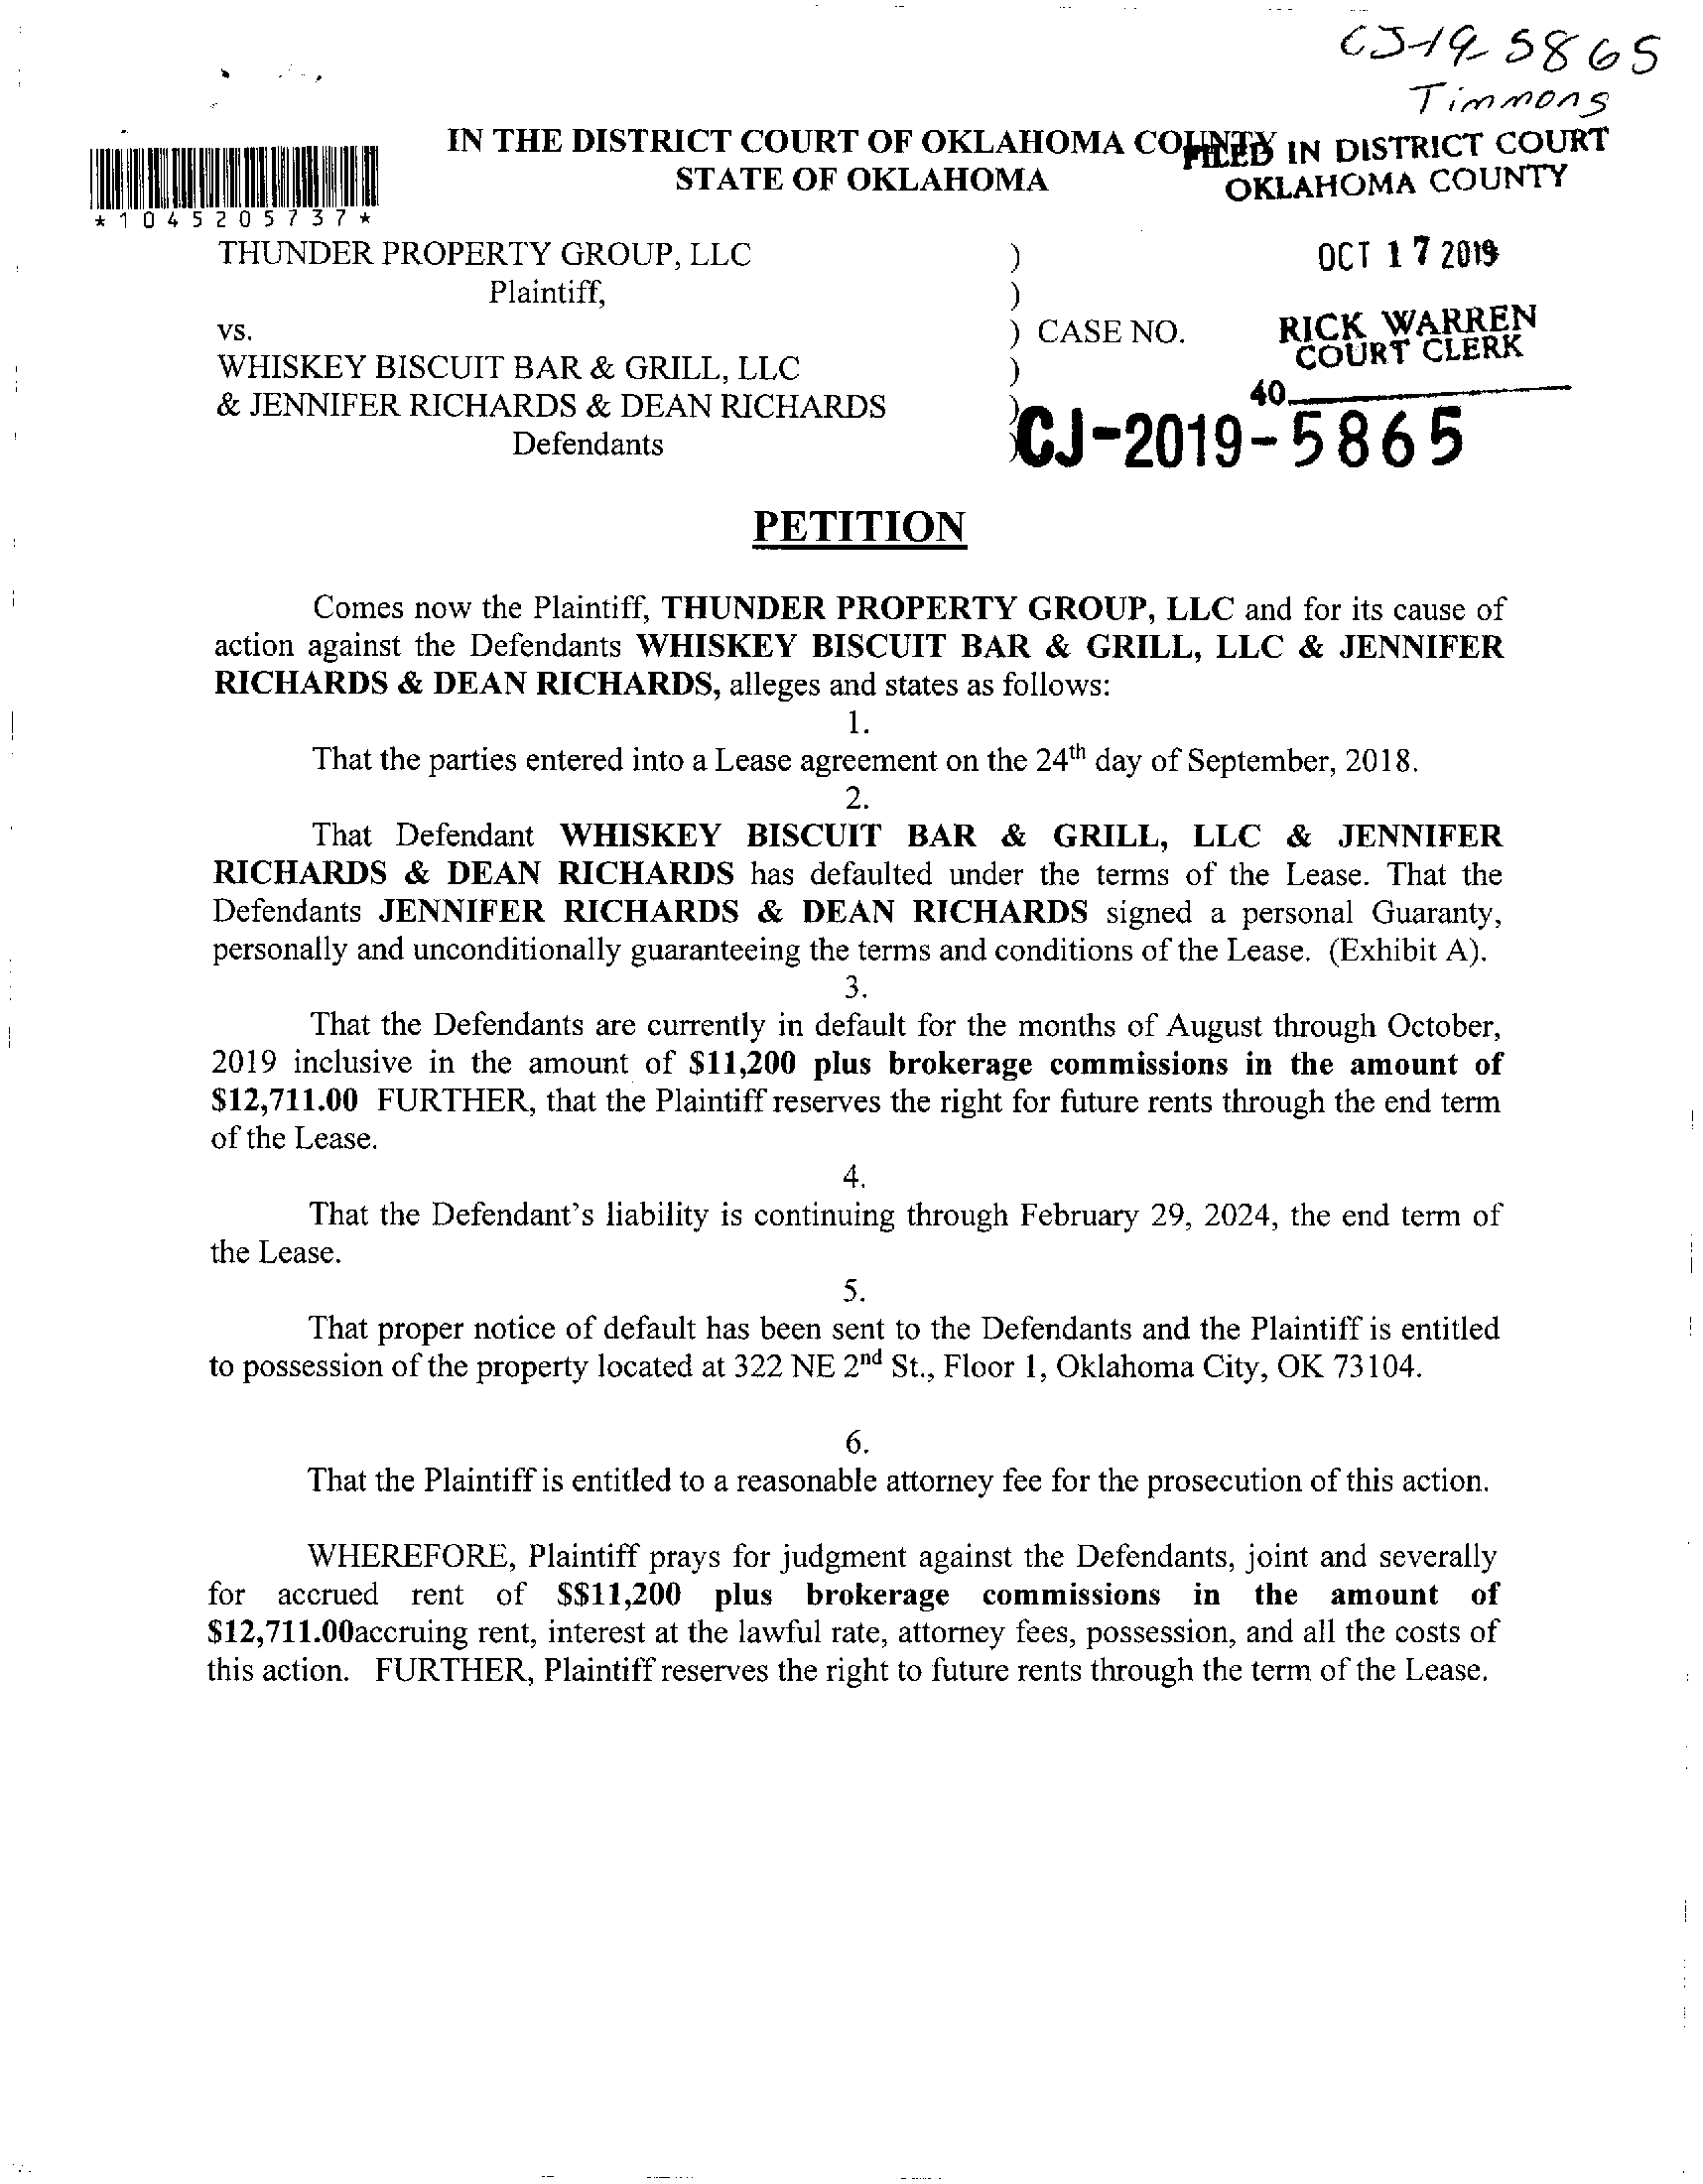 CJ-19-5865
Timmons
IN THE DISTRICT COURT OF OKLAHOMA COUNTY
STATE OF OKLAHOMA
FILED IN DISTRICT COURT
OKLAHOMA COUNTY
*1045205737*
THUNDER PROPERTY GROUP, LLC )
Plaintiff, )
OCT 17 2019
vs. ) CASE NO.
RICK WARREN
COURT CLERK
WHISKEY BISCUIT BAR & GRILL, LLC )
& JENNIFER RICHARDS & DEAN RICHARDS )
40
Defendants )
CJ-2019-5865
PETITION
Comes now the Plaintiff, THUNDER PROPERTY GROUP, LLC and for its cause of
action against the Defendants WHISKEY BISCUIT BAR & GRILL, LLC & JENNIFER
RICHARDS & DEAN RICHARDS, alleges and states as follows:
1.
That the parties entered into a Lease agreement on the 24th day of September, 2018.
2.
That Defendant WHISKEY BISCUIT BAR & GRILL, LLC & JENNIFER
RICHARDS & DEAN RICHARDS has defaulted under the terms of the Lease. That the
Defendants JENNIFER RICHARDS & DEAN RICHARDS signed a personal Guaranty,
personally and unconditionally guaranteeing the terms and conditions of the Lease. (Exhibit A).
3.
That the Defendants are currently in default for the months of August through October,
2019 inclusive in the amount of $11,200 plus brokerage commissions in the amount of
$12,711.00 FURTHER, that the Plaintiff reserves the right for future rents through the end term
of the Lease.
4.
That the Defendant's liability is continuing through February 29, 2024, the end term of
the Lease.
5.
That proper notice of default has been sent to the Defendants and the Plaintiff is entitled
to possession of the property located at 322 NE 2nd St., Floor 1, Oklahoma City, OK 73104.
6.
That the Plaintiff is entitled to a reasonable attorney fee for the prosecution of this action.
WHEREFORE, Plaintiff prays for judgment against the Defendants, joint and severally
for accrued rent of $$11,200 plus brokerage commissions in the amount of
$12,711.00accruing rent, interest at the lawful rate, attorney fees, possession, and all the costs of
this action. FURTHER, Plaintiff reserves the right to future rents through the term of the Lease.